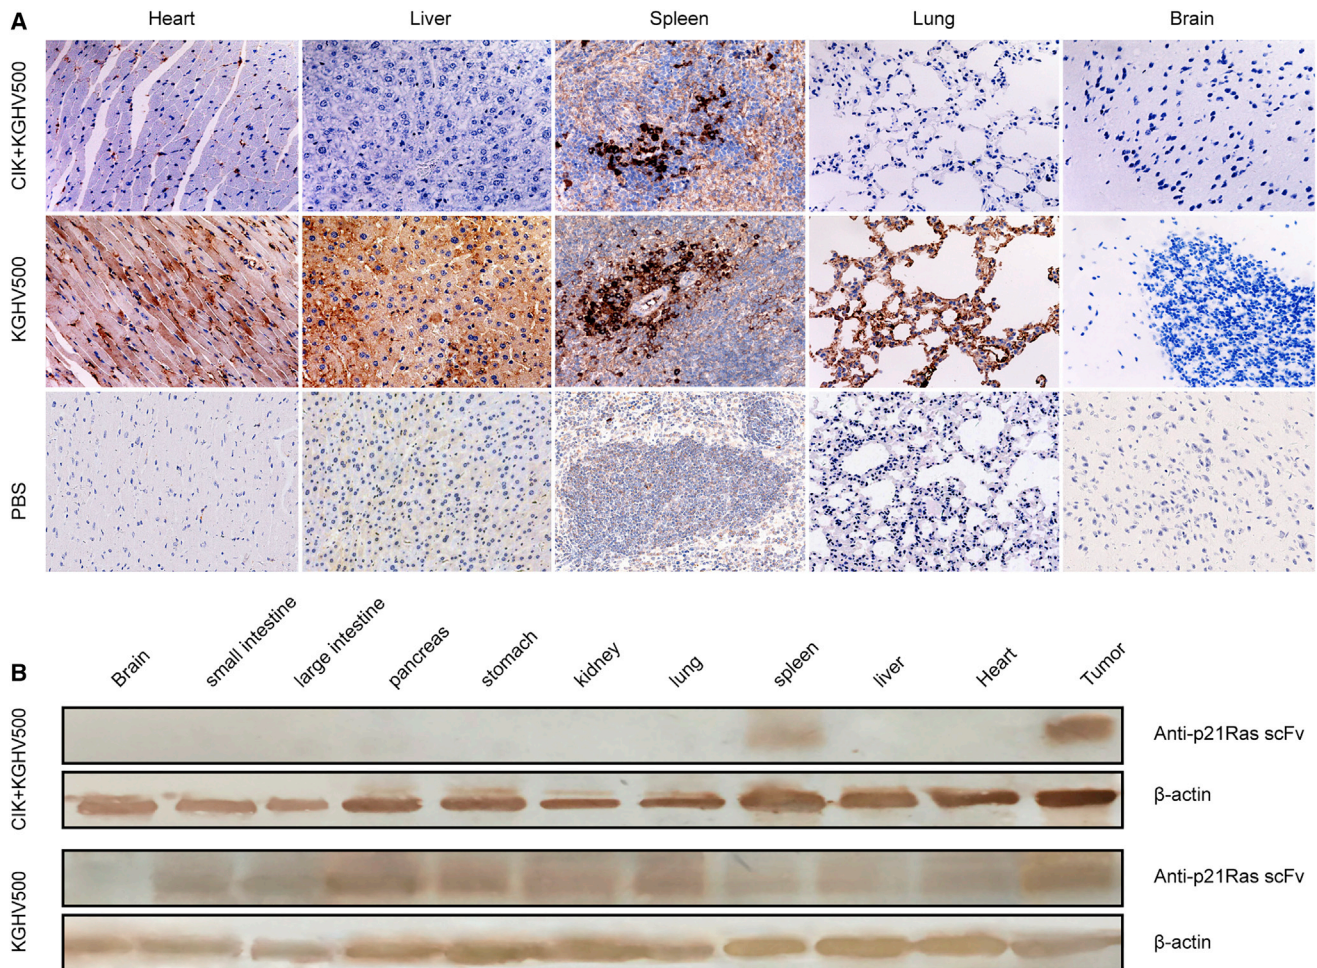 A
Heart Liver Spleen Lung Brain
CIK+KGHV500
KGHV500
PBS
B
Brain small intestine large intestine pancreas stomach kidney lung spleen liver Heart Tumor
CIK+KGHV500
Anti-p21Ras scFv
β-actin
KGHV500
Anti-p21Ras scFv
β-actin